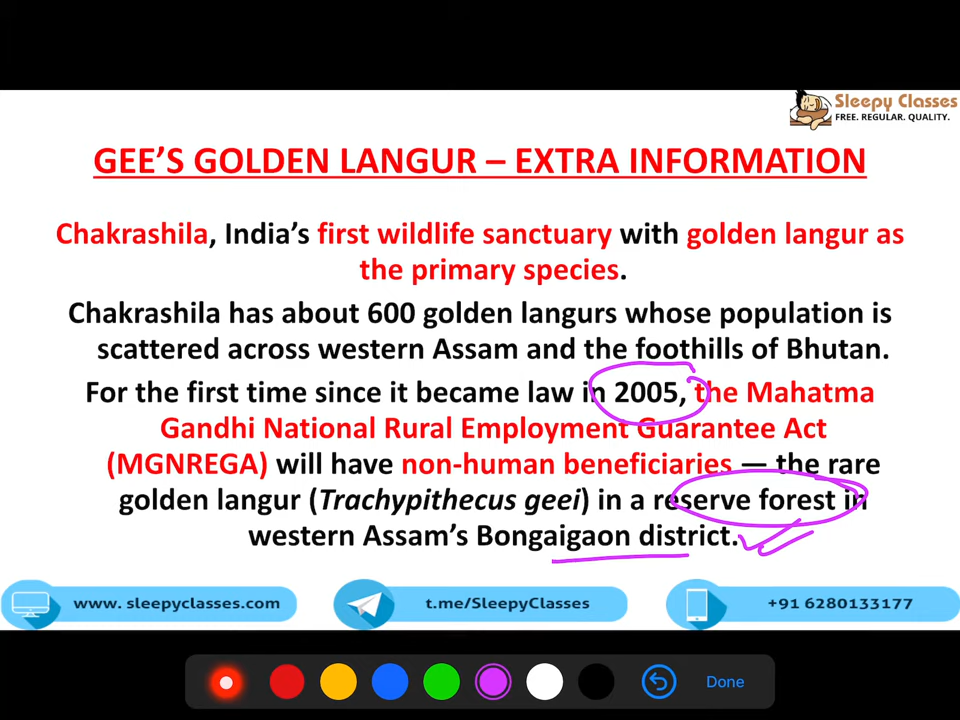 Sleepy Classes
FREE. REGULAR. QUALITY.
GEE’S GOLDEN LANGUR – EXTRA INFORMATION
Chakrashila, India’s first wildlife sanctuary with golden langur as
the primary species.
Chakrashila has about 600 golden langurs whose population is
scattered across western Assam and the foothills of Bhutan.
For the first time since it became law in 2005, the Mahatma
Gandhi National Rural Employment Guarantee Act
(MGNREGA) will have non-human beneficiaries — the rare
golden langur (Trachypithecus geei) in a reserve forest in
western Assam’s Bongaigaon district.
www. sleepyclasses.com
t.me/SleepyClasses
+91 6280133177
Done